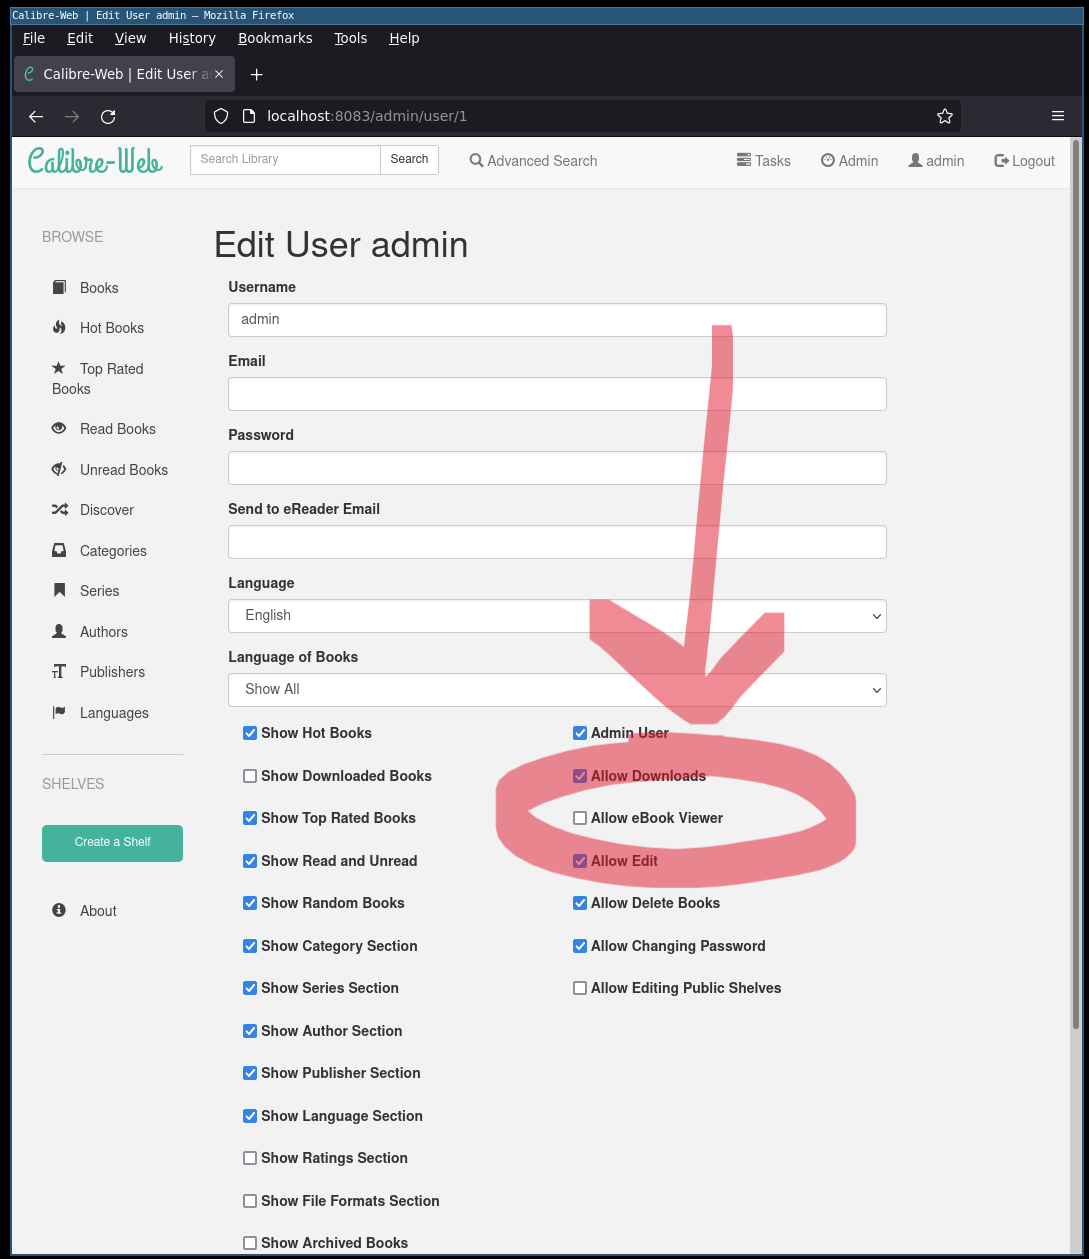 Calibre-Web | Edit User admin — Mozilla Firefox
File Edit View History Bookmarks Tools Help
Calibre-Web | Edit User a
localhost:8083/admin/user/1
Calibre-Web Search Library Search Advanced Search Tasks Admin admin Logout
BROWSE
Books
Hot Books
Top Rated
Books
Read Books
Unread Books
Discover
Categories
Series
Authors
Publishers
Languages
SHELVES
Create a Shelf
About
Edit User admin
Username
admin
Email
Password
Send to eReader Email
Language
English
Language of Books
Show All
Show Hot Books
Show Downloaded Books
Show Top Rated Books
Show Read and Unread
Show Random Books
Show Category Section
Show Series Section
Show Author Section
Show Publisher Section
Show Language Section
Show Ratings Section
Show File Formats Section
Show Archived Books
Admin User
Allow Downloads
Allow eBook Viewer
Allow Edit
Allow Delete Books
Allow Changing Password
Allow Editing Public Shelves